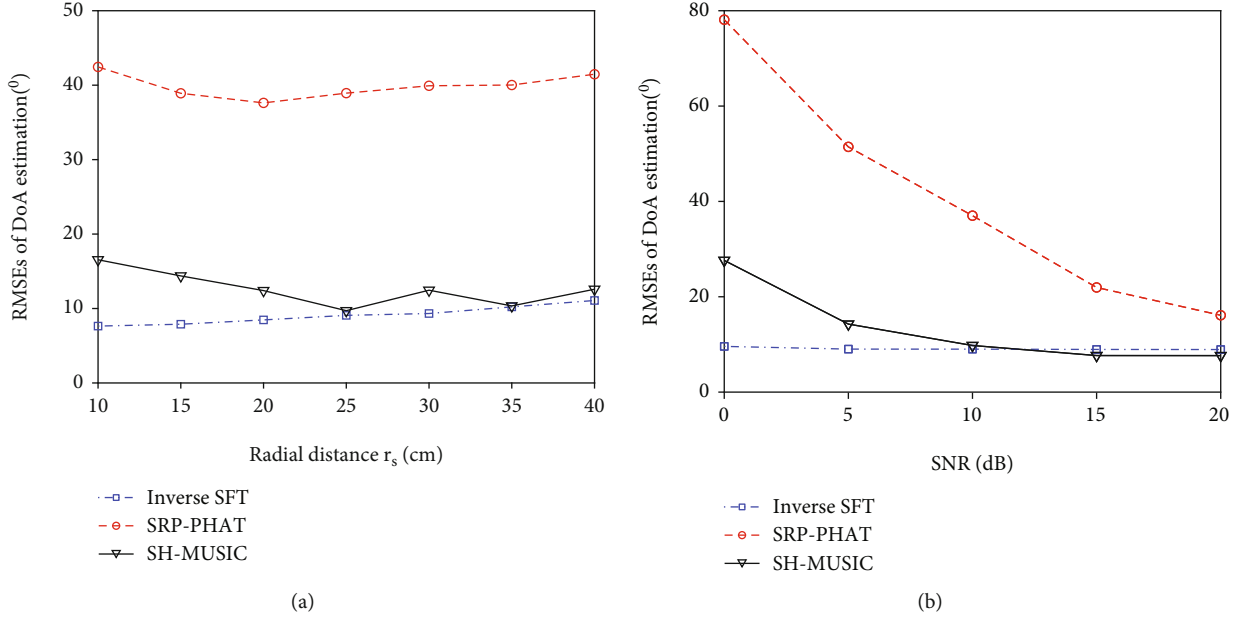 50
40
30
20
10
0
RMSEs of DoA estimation(⁰)
10 15 20 25 30 35 40
Radial distance rₛ (cm)
Inverse SFT
SRP-PHAT
SH-MUSIC
(a)
80
60
40
20
0
RMSEs of DoA estimation(⁰)
0 5 10 15 20
SNR (dB)
Inverse SFT
SRP-PHAT
SH-MUSIC
(b)